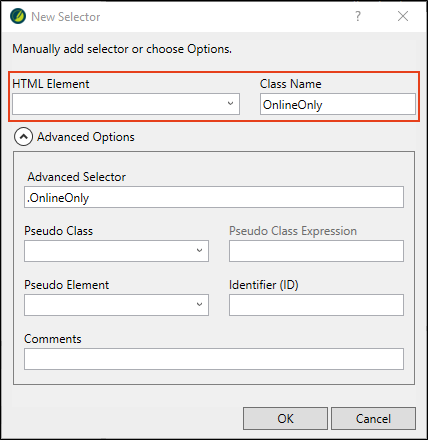 New Selector
Manually add selector or choose Options.
HTML Element Class Name
OnlineOnly
Advanced Options
Advanced Selector
.OnlineOnly
Pseudo Class Pseudo Class Expression
Pseudo Element Identifier (ID)
Comments
OK Cancel